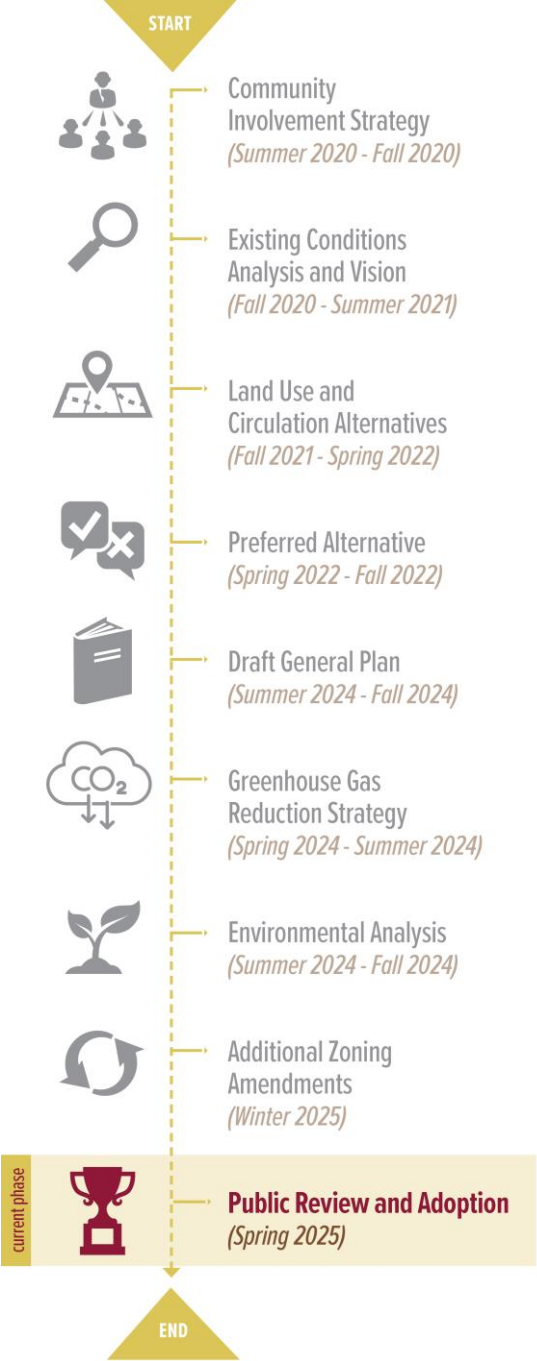 START
Community
Involvement Strategy
(Summer 2020 - Fall 2020)
Existing Conditions
Analysis and Vision
(Fall 2020 - Summer 2021)
Land Use and
Circulation Alternatives
(Fall 2021 - Spring 2022)
Preferred Alternative
(Spring 2022 - Fall 2022)
Draft General Plan
(Summer 2024 - Fall 2024)
CO2
Greenhouse Gas
Reduction Strategy
(Spring 2024 - Summer 2024)
Environmental Analysis
(Summer 2024 - Fall 2024)
Additional Zoning
Amendments
(Winter 2025)
current phase
Public Review and Adoption
(Spring 2025)
END